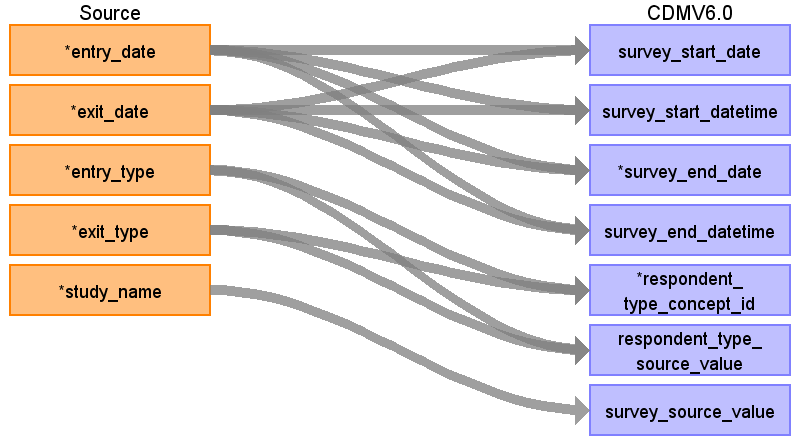 Source
CDMV6.0
*entry_date
survey_start_date
*exit_date
survey_start_datetime
*entry_type
*survey_end_date
*exit_type
survey_end_datetime
*study_name
*respondent_
type_concept_id
respondent_type_
source_value
survey_source_value